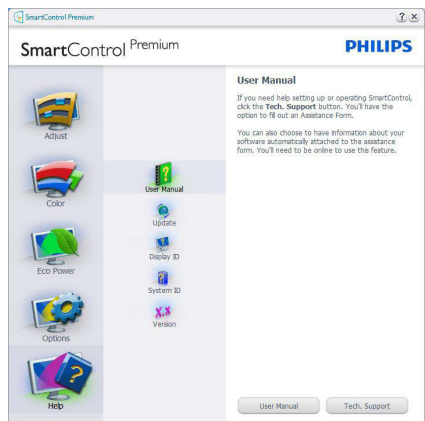 SmartControl Premium
? X
SmartControl Premium
PHILIPS
Adjust
Color
Eco Power
Options
Help
User Manual
Update
Display ID
System ID
X.X
Version
User Manual
If you need help setting up or operating SmartControl,
click the Tech. Support button. You'll have the
option to fill out an Assistance Form.
You can also choose to have information about your
software automatically attached to the assistance
form. You'll need to be online to use this feature.
User Manual
Tech. Support